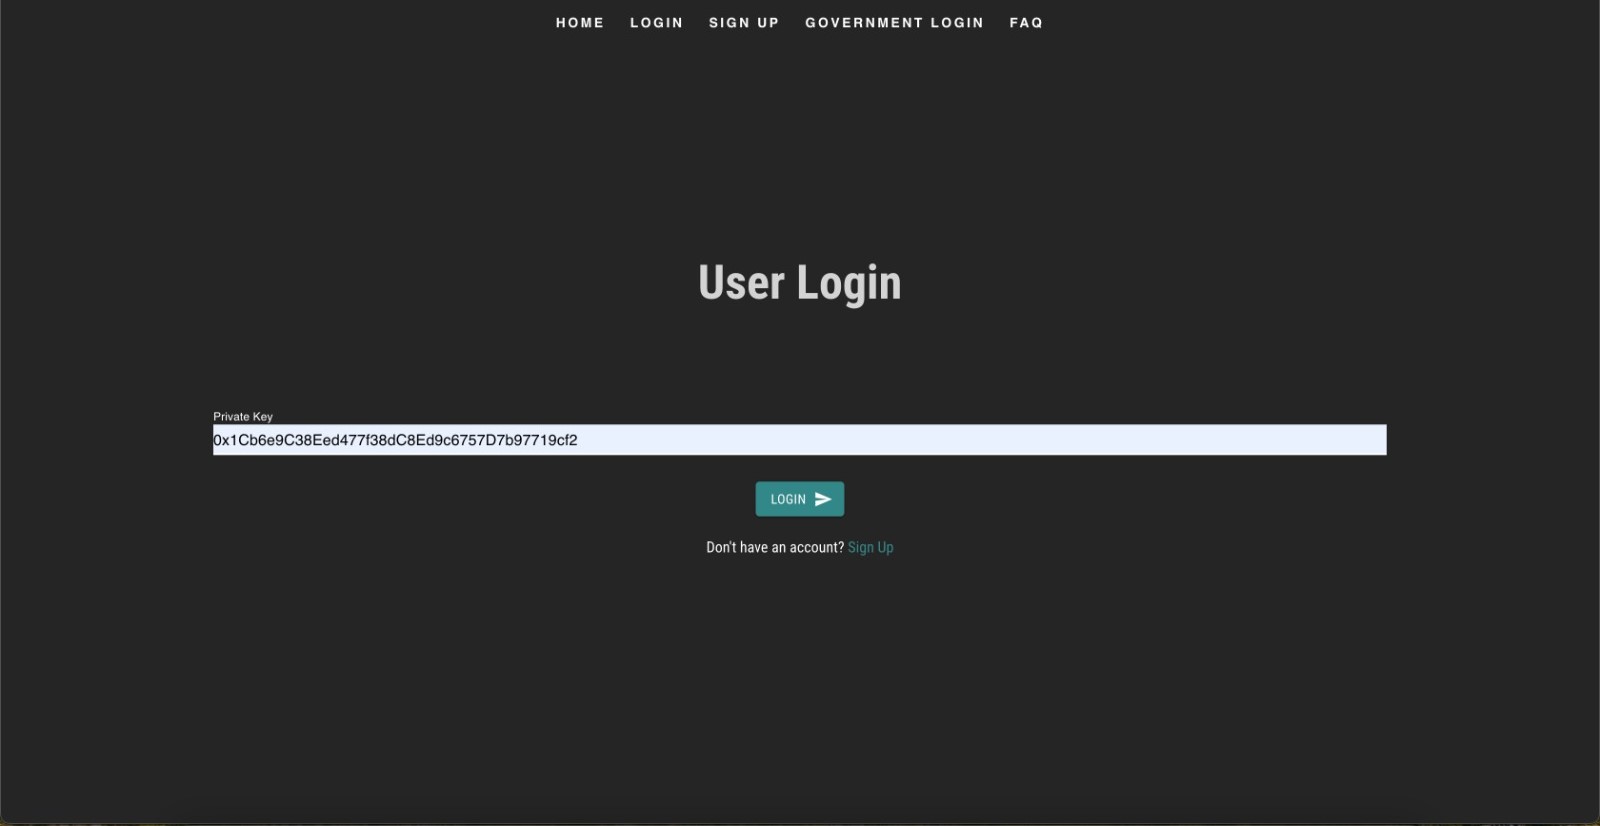 HOME LOGIN SIGN UP GOVERNMENT LOGIN FAQ
User Login
Private Key
0x1Cb6e9C38Eed477f38dC8Ed9c6757D7b97719cf2
LOGIN
Don't have an account? Sign Up